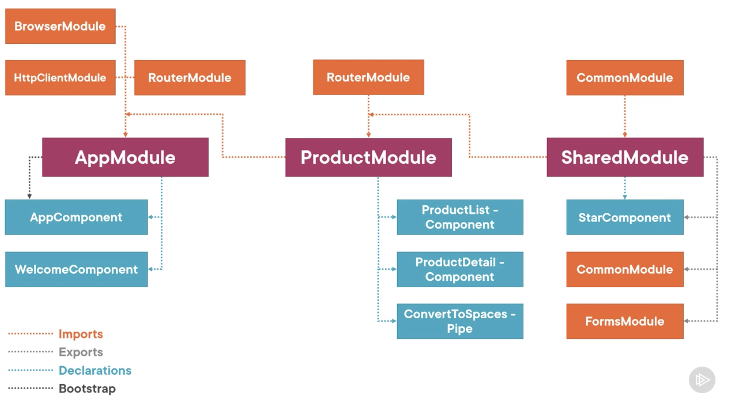 BrowserModule
HttpClientModule
RouterModule
RouterModule
CommonModule
AppModule
ProductModule
SharedModule
AppComponent
WelcomeComponent
ProductList -
Component
ProductDetail -
Component
ConvertToSpaces -
Pipe
StarComponent
CommonModule
FormsModule
Imports
Exports
Declarations
Bootstrap